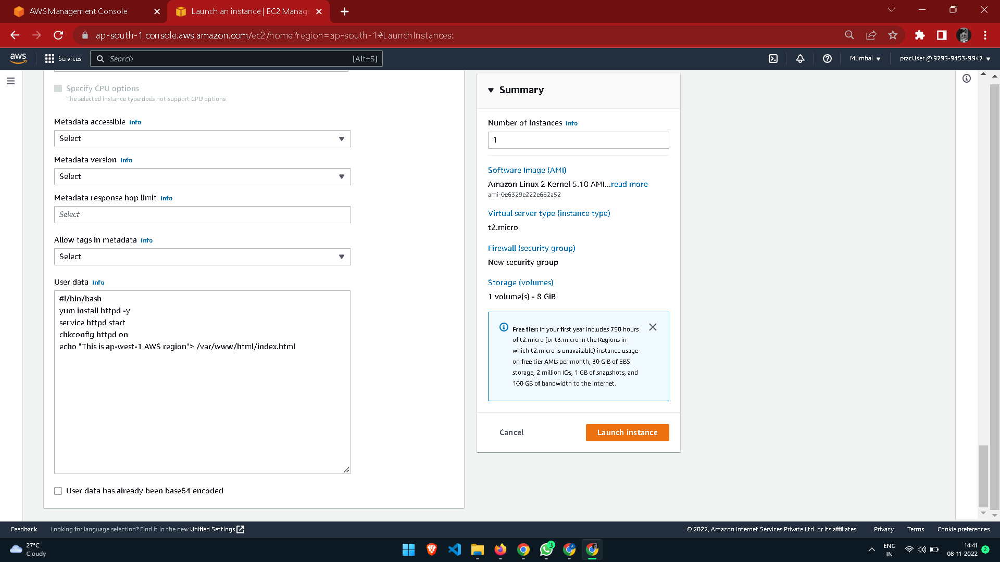 AWS Management Console
Launch an instance | EC2 Manage
ap-south-1.console.aws.amazon.com/ec2/home?region=ap-south-1#LaunchInstances:
aws
Services
Search
[Alt+S]
Mumbai
pracUser @ 9793-9453-9947
Specify CPU options
The selected instance type does not support CPU options.
Metadata accessible Info
Select
Metadata version Info
Select
Metadata response hop limit Info
Select
Allow tags in metadata Info
Select
User data Info
#!/bin/bash
yum install httpd -y
service httpd start
chkconfig httpd on
echo "This is ap-west-1 AWS region"> /var/www/html/index.html
User data has already been base64 encoded
Summary
Number of instances Info
1
Software Image (AMI)
Amazon Linux 2 Kernel 5.10 AMI...read more
ami-0e6329e222e662a52
Virtual server type (instance type)
t2.micro
Firewall (security group)
New security group
Storage (volumes)
1 volume(s) - 8 GiB
Free tier: In your first year includes 750 hours
of t2.micro (or t3.micro in the Regions in
which t2.micro is unavailable) instance usage
on free tier AMIs per month, 30 GiB of EBS
storage, 2 million IOs, 1 GB of snapshots, and
100 GB of bandwidth to the internet.
Cancel
Launch instance
Feedback
Looking for language selection? Find it in the new Unified Settings
© 2022, Amazon Internet Services Private Ltd. or its affiliates.
Privacy
Terms
Cookie preferences
27°C
Cloudy
3
ENG
IN
14:41
08-11-2022
2